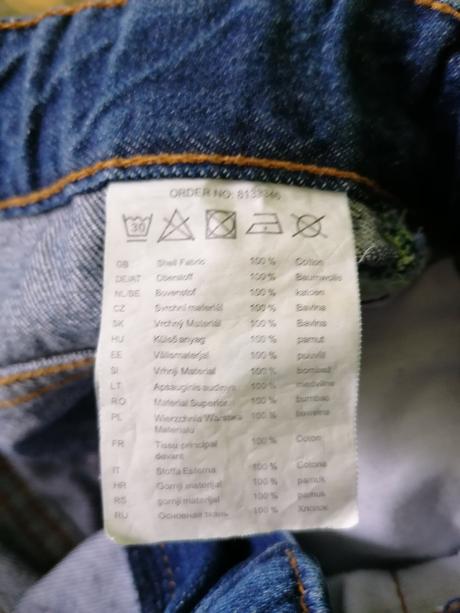 ORDER NO: 8133846
30
GB Shell Fabric 100 % Cotton
DE/AT Oberstoff 100 % Baumwolle
NL/BE Bovenstof 100 % katoen
CZ Svrchní materiál 100 % Bavlna
SK Vrchný Materiál 100 % Bavlna
HU Külső anyag 100 % pamut
EE Välismaterjal 100 % puuvill
SI Vrhnji Material 100 % bombaž
LT Apsauginis audinys 100 % medvilnė
RO Material Superior 100 % bumbac
PL Wierzchnia Warstwa 100 % bawełna
Materiału
FR Tissu principal 100 % Coton
devant
IT Stoffa Esterna 100 % Cotone
HR Gornji materijal 100 % pamuk
RS gornji materijal 100 % pamuk
RU Основная ткань 100 % Хлопок